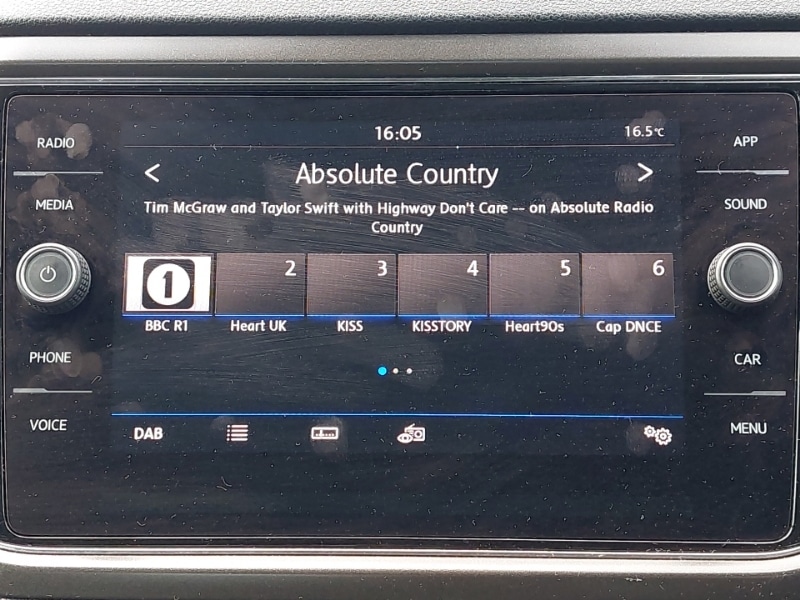 16:05
16.5°C
RADIO
APP
< Absolute Country >
MEDIA
SOUND
Tim McGraw and Taylor Swift with Highway Don't Care -- on Absolute Radio
Country
1 2 3 4 5 6
BBC R1 Heart UK KISS KISSTORY Heart90s Cap DNCE
PHONE
CAR
VOICE
DAB
MENU